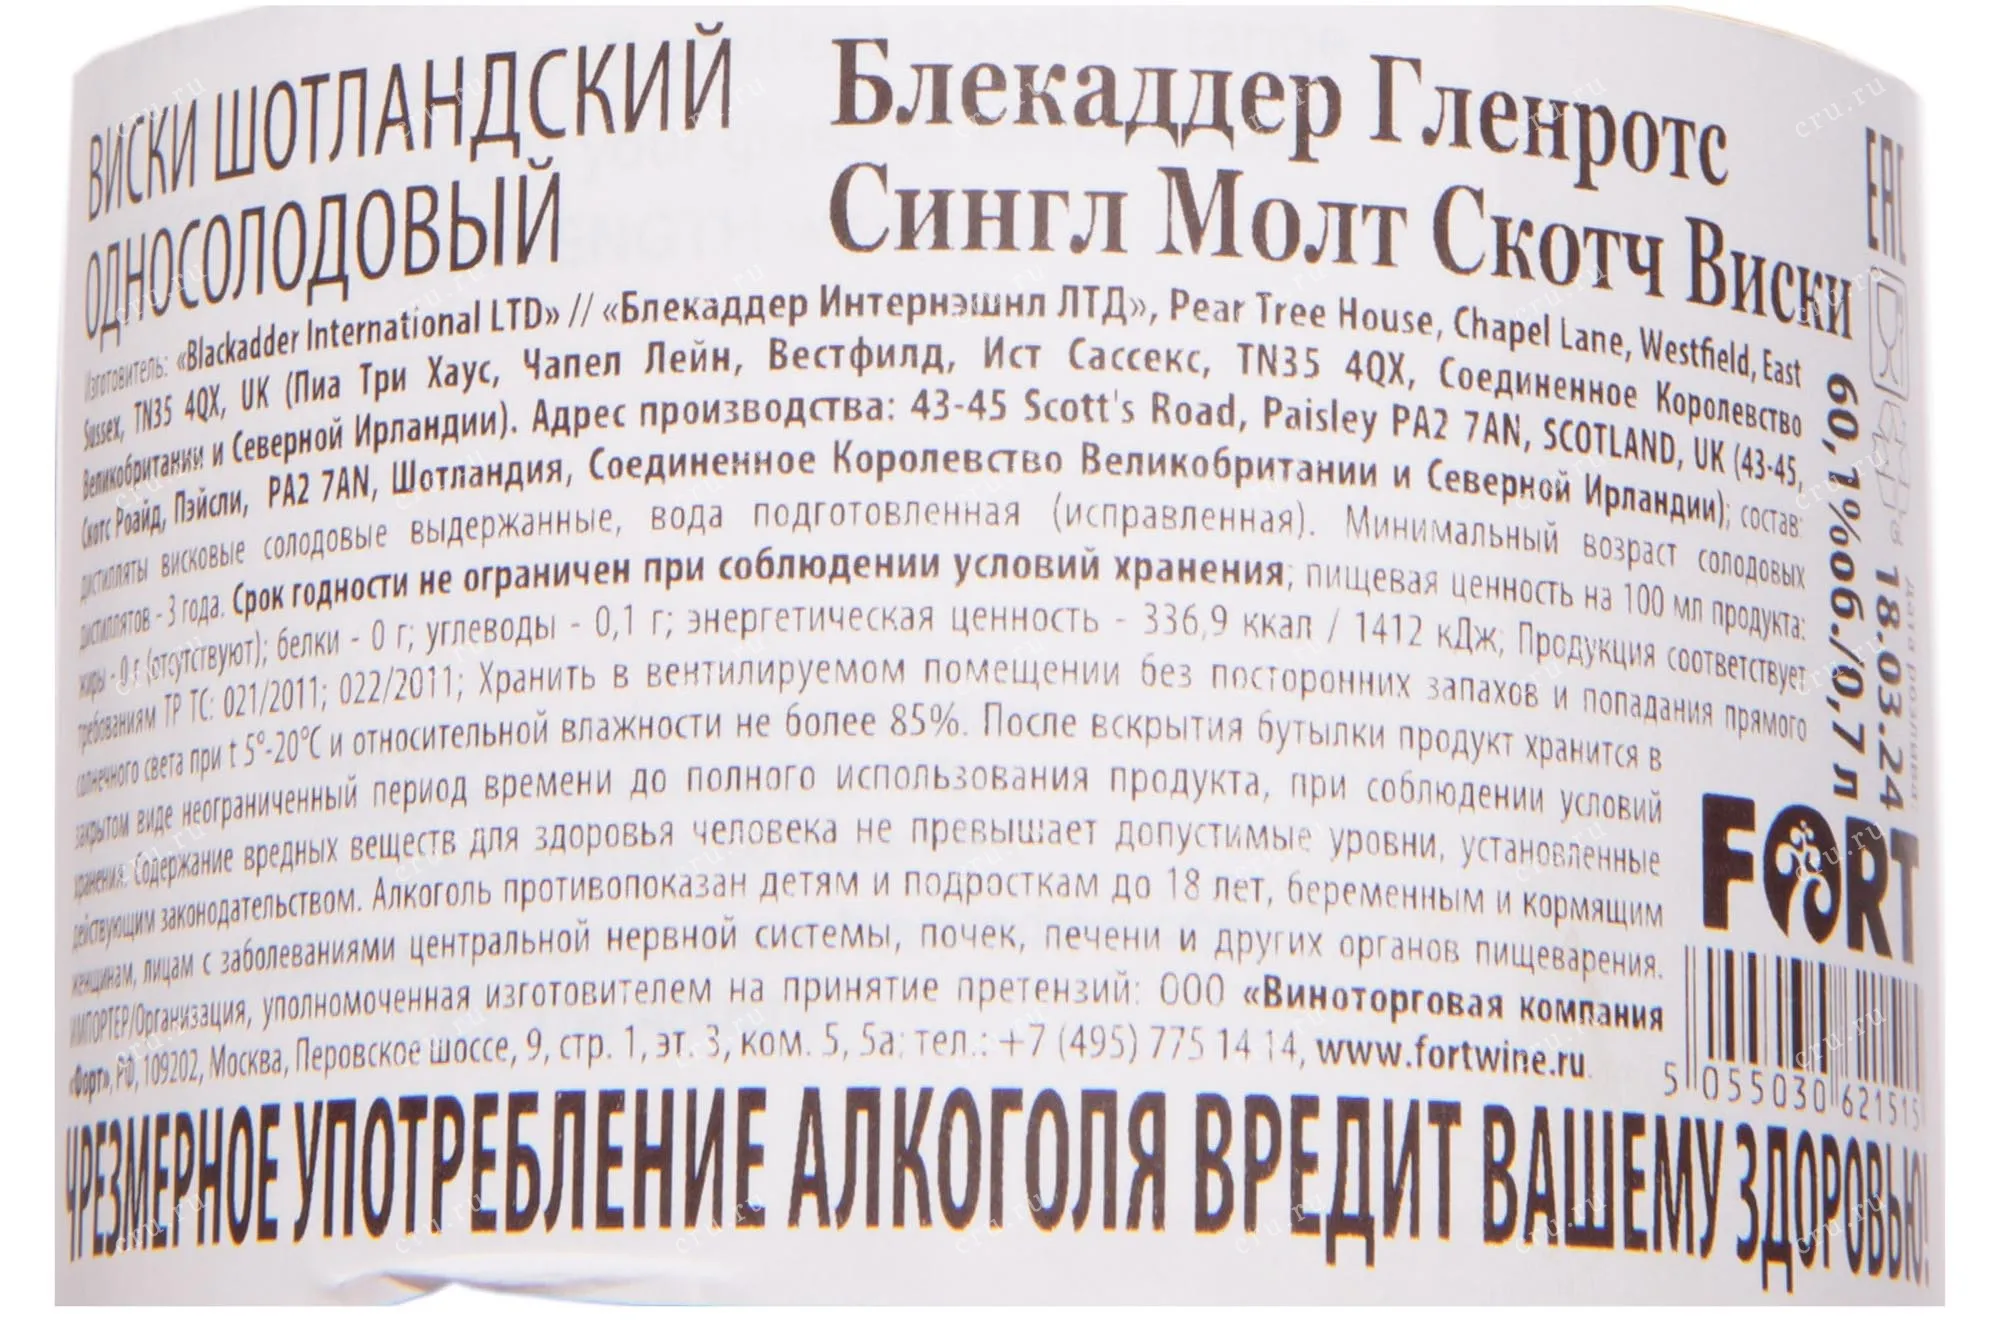 ВИСКИ ШОТЛАНДСКИЙ
ОДНОСОЛОДОВЫЙ
Блекаддер Гленротс
Сингл Молт Скотч Виски
Изготовитель: «Blackadder International LTD» // «Блекаддер Интернэшнл ЛТД», Pear Tree House, Chapel Lane, Westfield, East
Sussex, TN35 4QX, UK (Пиа Три Хаус, Чапел Лейн, Вестфилд, Ист Сассекс, TN35 4QX, Соединенное Королевство
Великобритании и Северной Ирландии). Адрес производства: 43-45 Scott's Road, Paisley PA2 7AN, SCOTLAND, UK (43-45,
Скотс Роайд, Пэйсли, PA2 7AN, Шотландия, Соединенное Королевство Великобритании и Северной Ирландии); состав:
дистилляты висковые солодовые выдержанные, вода подготовленная (исправленная). Минимальный возраст солодовых
дистиллятов - 3 года. Срок годности не ограничен при соблюдении условий хранения; пищевая ценность на 100 мл продукта:
жиры - 0 г (отсутствуют); белки - 0 г; углеводы - 0,1 г; энергетическая ценность - 336,9 ккал / 1412 кДж; Продукция соответствует
требованиям ТР ТС: 021/2011; 022/2011; Хранить в вентилируемом помещении без посторонних запахов и попадания прямого
солнечного света при t 5°-20°C и относительной влажности не более 85%. После вскрытия бутылки продукт хранится в
закрытом виде неограниченный период времени до полного использования продукта, при соблюдении условий
хранения. Содержание вредных веществ для здоровья человека не превышает допустимые уровни, установленные
действующим законодательством. Алкоголь противопоказан детям и подросткам до 18 лет, беременным и кормящим
женщинам, лицам с заболеваниями центральной нервной системы, почек, печени и других органов пищеварения.
ИМПОРТЕР/Организация, уполномоченная изготовителем на принятие претензий: ООО «Виноторговая компания
«Форт», РФ, 109202, Москва, Перовское шоссе, 9, стр. 1, эт. 3, ком. 5, 5а; тел.: +7 (495) 775 14 14, www.fortwine.ru
ЧРЕЗМЕРНОЕ УПОТРЕБЛЕНИЕ АЛКОГОЛЯ ВРЕДИТ ВАШЕМУ ЗДОРОВЬЮ!
EAC
60,1%об./0,7 л
18.03.24
Дата розлива:
FORT
5 055030 621515
cru.ru